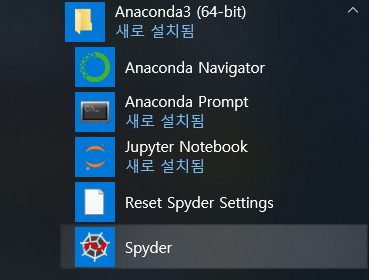 Anaconda3 (64-bit)
새로 설치됨
Anaconda Navigator
Anaconda Prompt
새로 설치됨
Jupyter Notebook
새로 설치됨
Reset Spyder Settings
Spyder